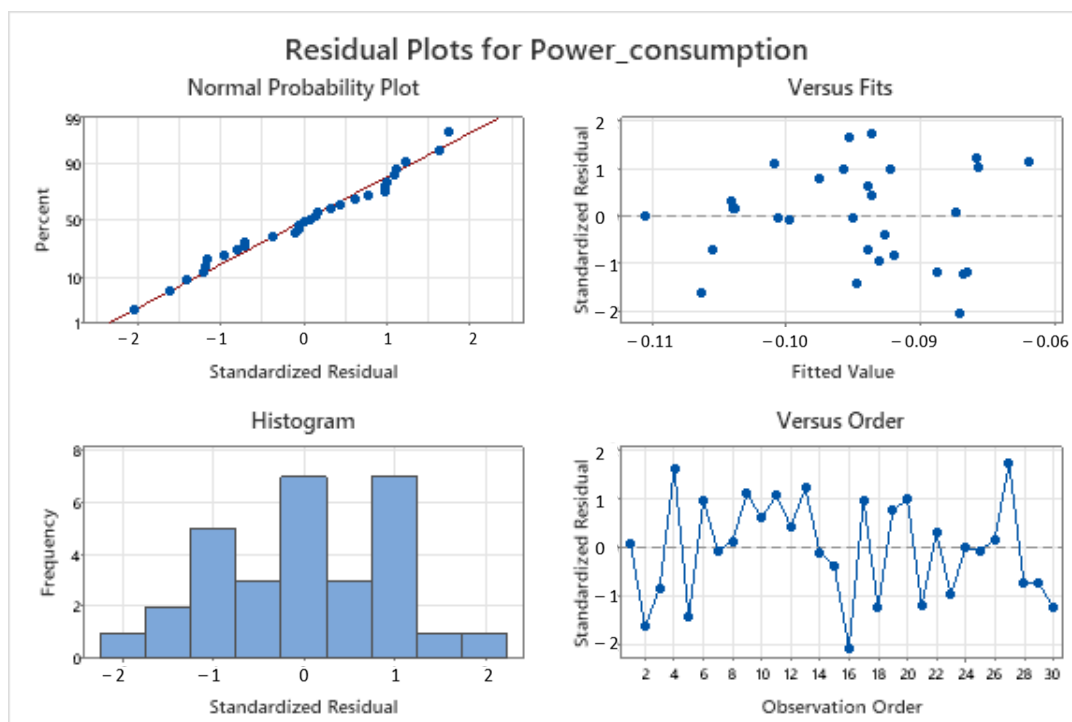 Residual Plots for Power_consumption
Normal Probability Plot
99
90
50
10
1
Percent
−2
−1
0
1
2
Standardized Residual
Versus Fits
2
1
0
−1
−2
Standardized Residual
−0.11
−0.10
−0.09
−0.06
Fitted Value
Histogram
8
6
4
2
0
Frequency
−2
−1
0
1
2
Standardized Residual
Versus Order
2
1
0
−1
−2
Standardized Residual
2 4 6 8 10 12 14 16 18 20 22 24 26 28 30
Observation Order